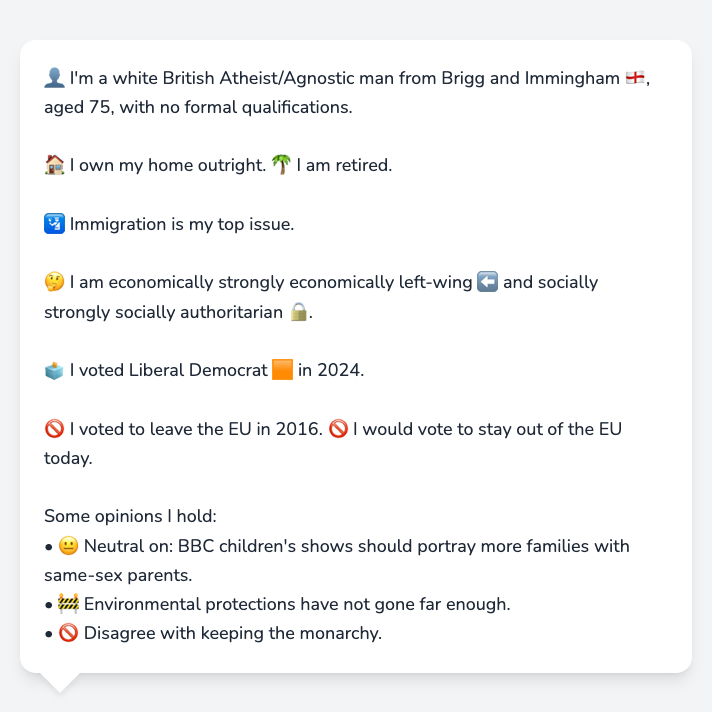 👤 I'm a white British Atheist/Agnostic man from Brigg and Immingham 🏴󠁧󠁢󠁥󠁮󠁧󠁿,
aged 75, with no formal qualifications.
🏠 I own my home outright. 🌴 I am retired.
🛂 Immigration is my top issue.
🤔 I am economically strongly economically left-wing ⬅️ and socially
strongly socially authoritarian 🔒.
🗳️ I voted Liberal Democrat 🟧 in 2024.
🚫 I voted to leave the EU in 2016. 🚫 I would vote to stay out of the EU
today.
Some opinions I hold:
• 😐 Neutral on: BBC children's shows should portray more families with
same-sex parents.
• 🚧 Environmental protections have not gone far enough.
• 🚫 Disagree with keeping the monarchy.